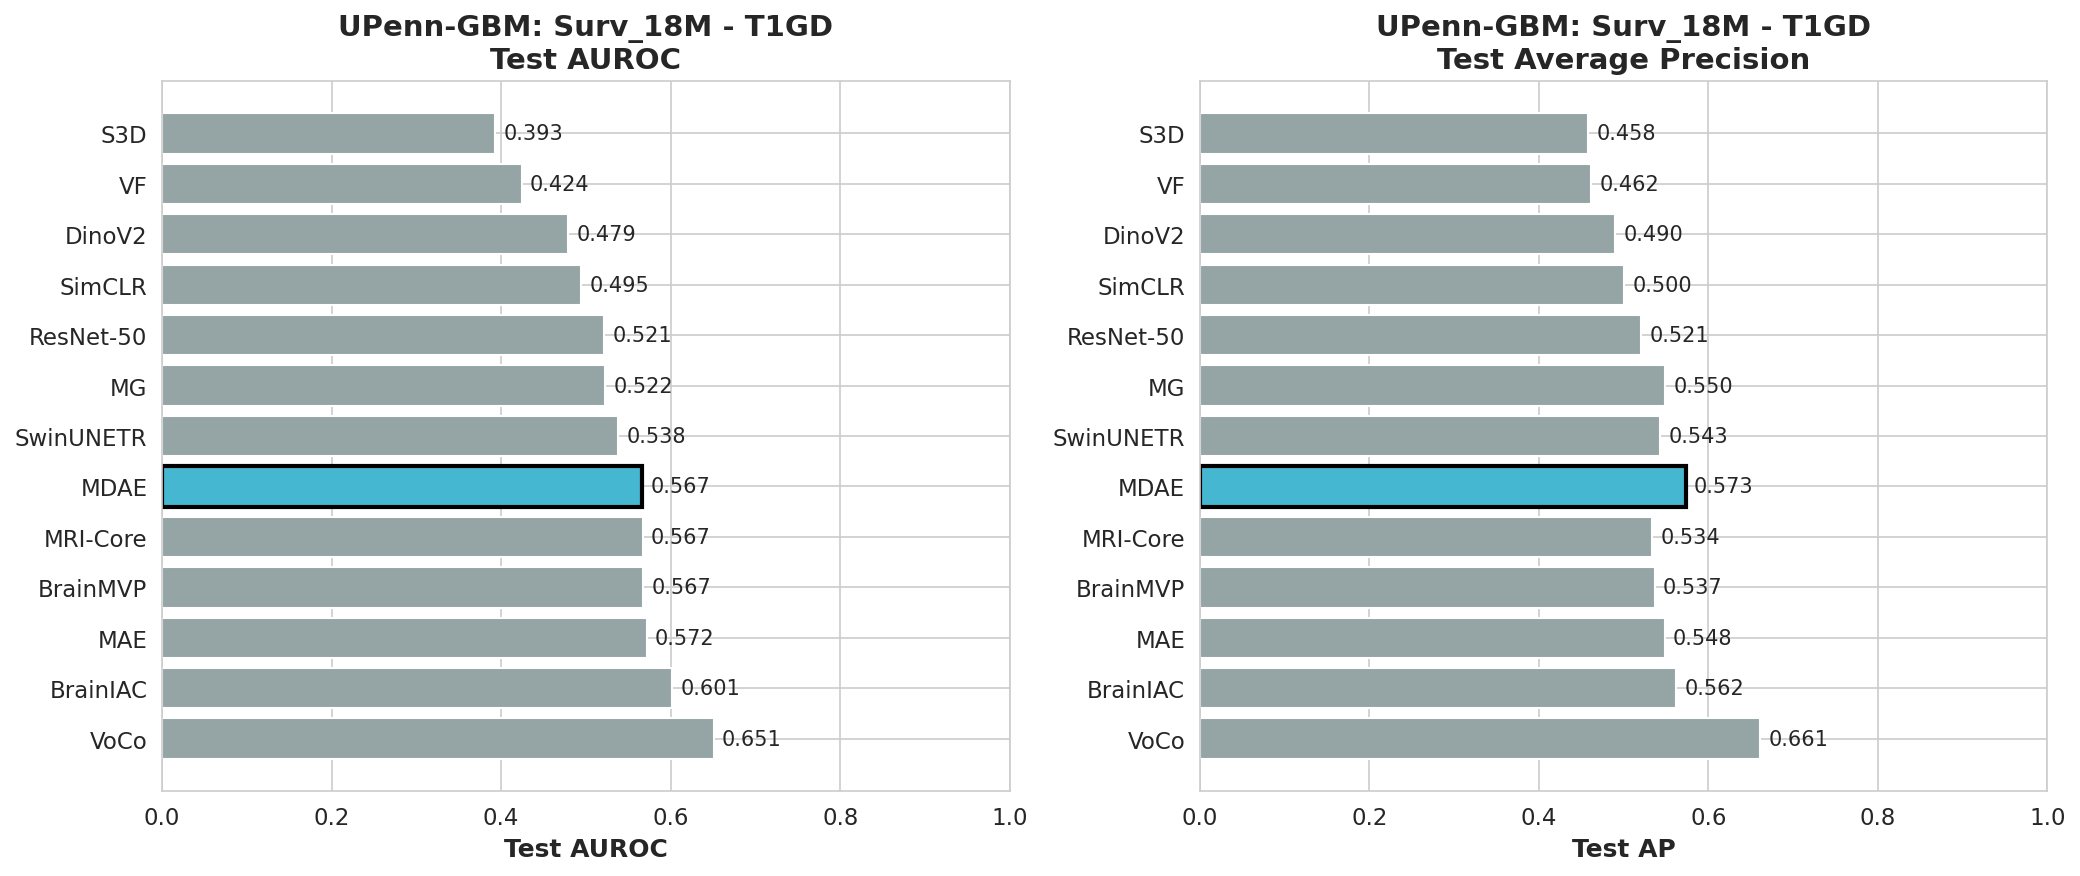 UPenn-GBM: Surv_18M - T1GD
Test AUROC
S3D 0.393
VF 0.424
DinoV2 0.479
SimCLR 0.495
ResNet-50 0.521
MG 0.522
SwinUNETR 0.538
MDAE 0.567
MRI-Core 0.567
BrainMVP 0.567
MAE 0.572
BrainIAC 0.601
VoCo 0.651
0.0 0.2 0.4 0.6 0.8 1.0
Test AUROC
UPenn-GBM: Surv_18M - T1GD
Test Average Precision
S3D 0.458
VF 0.462
DinoV2 0.490
SimCLR 0.500
ResNet-50 0.521
MG 0.550
SwinUNETR 0.543
MDAE 0.573
MRI-Core 0.534
BrainMVP 0.537
MAE 0.548
BrainIAC 0.562
VoCo 0.661
0.0 0.2 0.4 0.6 0.8 1.0
Test AP